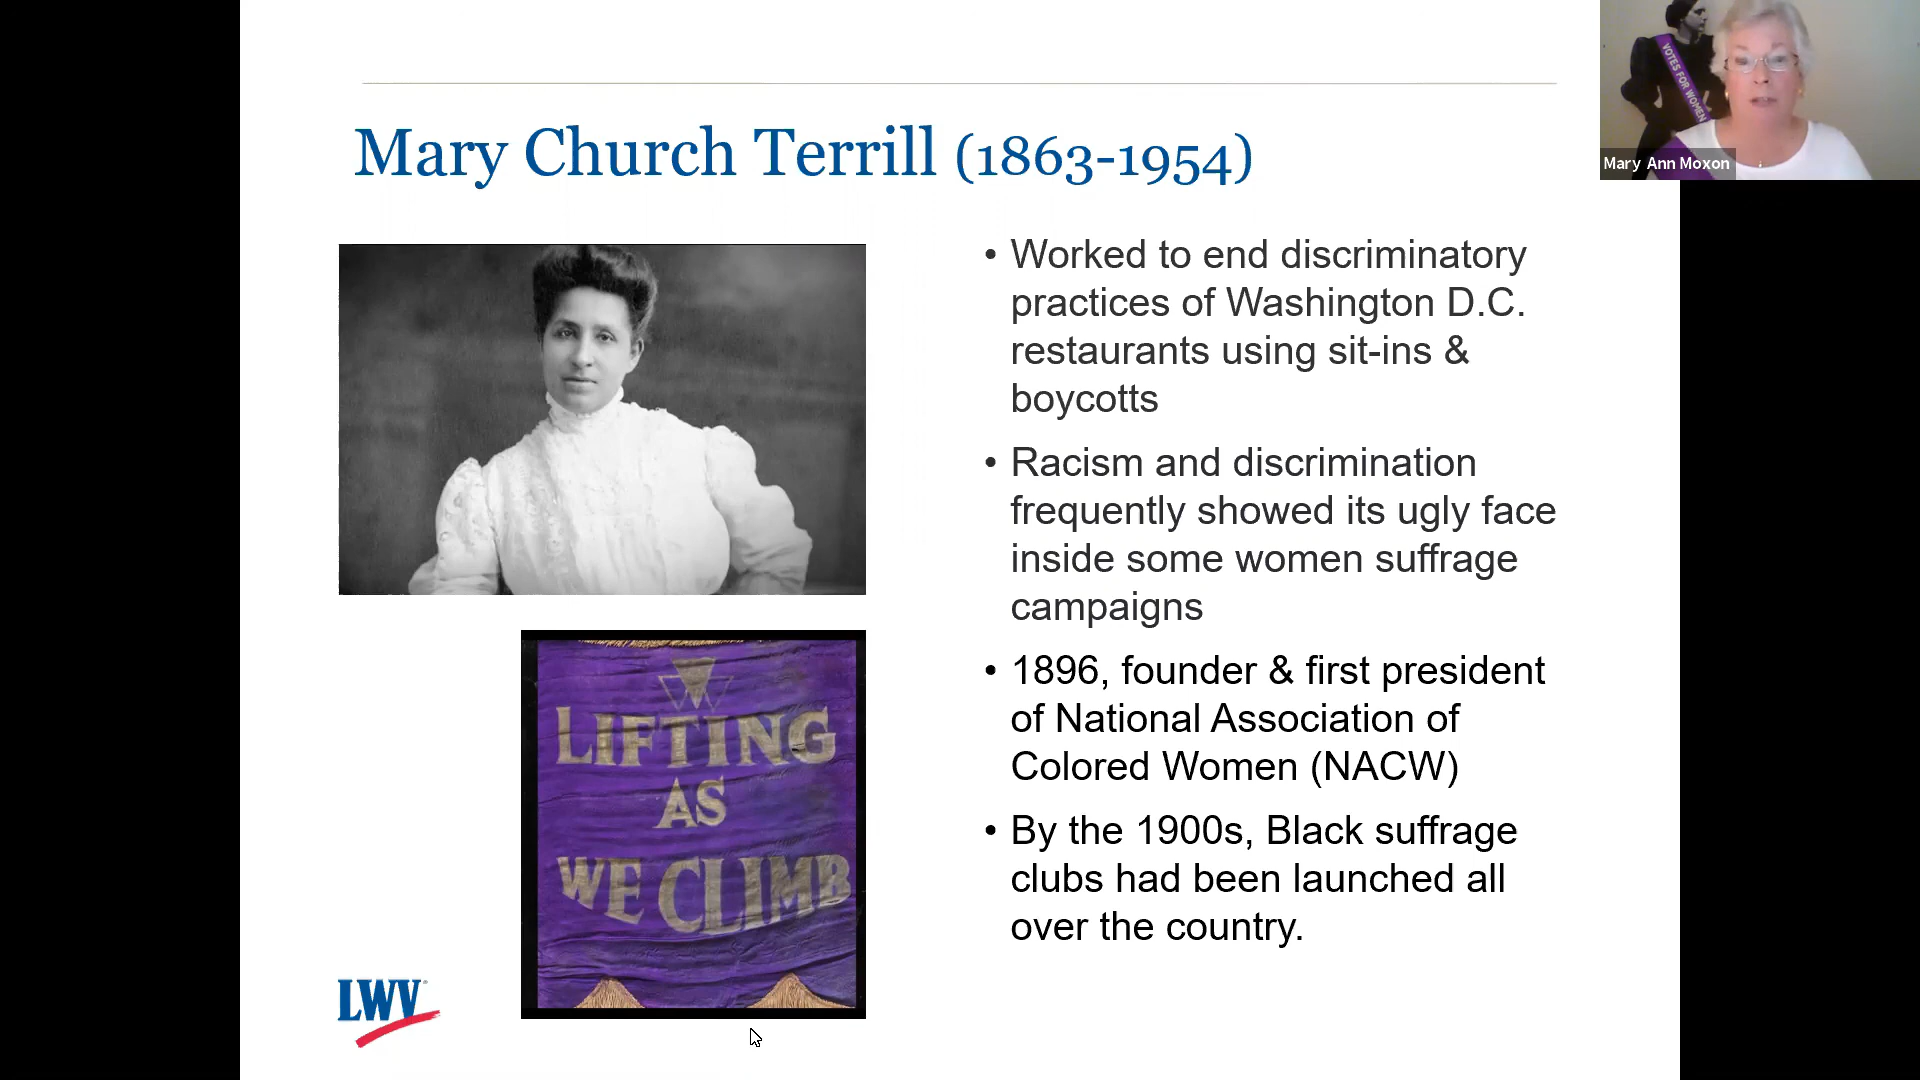 Mary Church Terrill (1863-1954)
VOTES FOR WOMEN
Mary Ann Moxon
• Worked to end discriminatory
practices of Washington D.C.
restaurants using sit-ins &
boycotts
• Racism and discrimination
frequently showed its ugly face
inside some women suffrage
campaigns
• 1896, founder & first president
of National Association of
Colored Women (NACW)
• By the 1900s, Black suffrage
clubs had been launched all
over the country.
LIFTING
AS
WE CLIMB
LWV